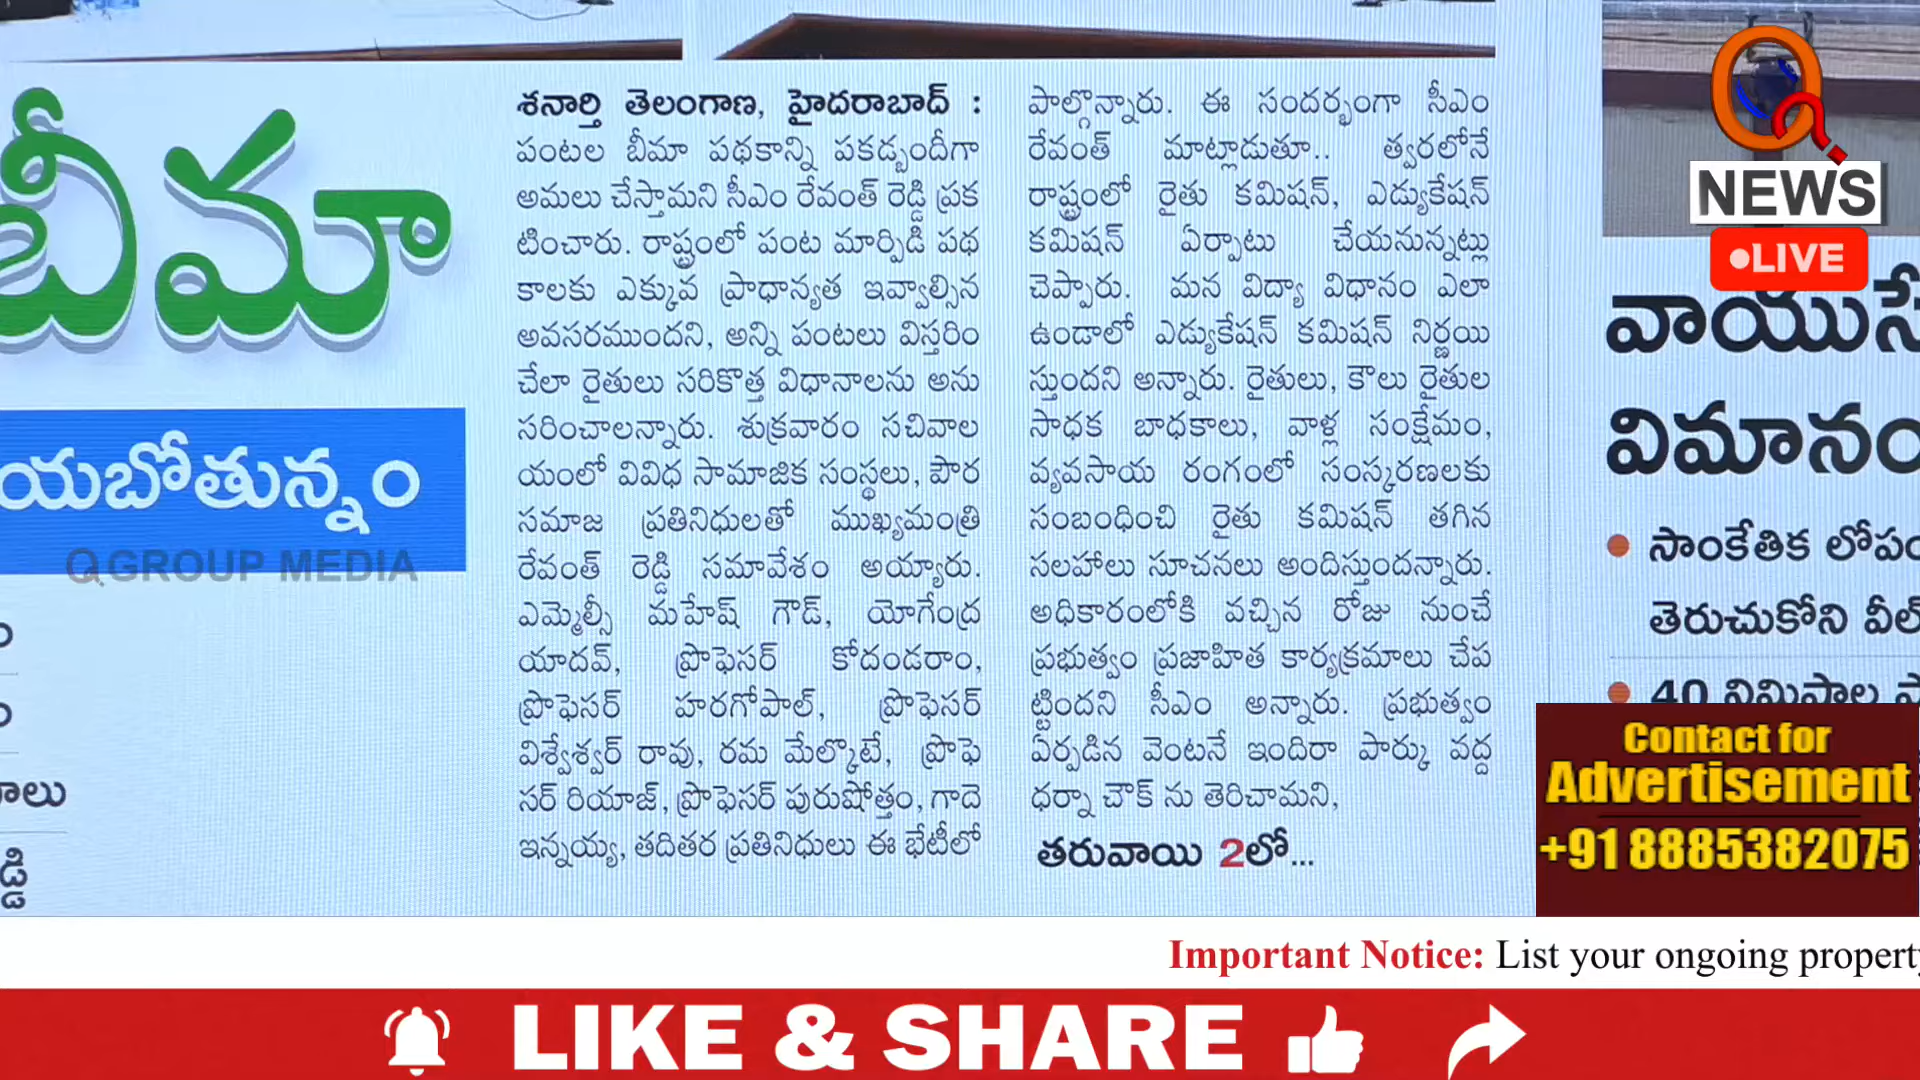 బీమా
యబోతున్నం
GROUP MEDIA
శనార్తి తెలంగాణ, హైదరాబాద్ :
పంటల బీమా పథకాన్ని పకడ్బందీగా
అమలు చేస్తామని సీఎం రేవంత్ రెడ్డి ప్రక
టించారు. రాష్ట్రంలో పంట మార్పిడి పథ
కాలకు ఎక్కువ ప్రాధాన్యత ఇవ్వాల్సిన
అవసరముందని, అన్ని పంటలు విస్తరిం
చేలా రైతులు సరికొత్త విధానాలను అను
సరించాలన్నారు. శుక్రవారం సచివాల
యంలో వివిధ సామాజిక సంస్థలు, పౌర
సమాజ ప్రతినిధులతో ముఖ్యమంత్రి
రేవంత్ రెడ్డి సమావేశం అయ్యారు.
ఎమ్మెల్సీ మహేష్ గౌడ్, యోగేంద్ర
యాదవ్, ప్రొఫెసర్ కోదండరాం,
ప్రొఫెసర్ హరగోపాల్, ప్రొఫెసర్
విశ్వేశ్వర్ రావు, రమ మేల్కొటే, ప్రొఫె
సర్ రియాజ్, ప్రొఫెసర్ పురుషోత్తం, గాదె
ఇన్నయ్య, తదితర ప్రతినిధులు ఈ భేటీలో
పాల్గొన్నారు. ఈ సందర్భంగా సీఎం
రేవంత్ మాట్లాడుతూ.. త్వరలోనే
రాష్ట్రంలో రైతు కమిషన్, ఎడ్యుకేషన్
కమిషన్ ఏర్పాటు చేయనున్నట్లు
చెప్పారు. మన విద్యా విధానం ఎలా
ఉండాలో ఎడ్యుకేషన్ కమిషన్ నిర్ణయి
స్తుందని అన్నారు. రైతులు, కౌలు రైతుల
సాధక బాధకాలు, వాళ్ల సంక్షేమం,
వ్యవసాయ రంగంలో సంస్కరణలకు
సంబంధించి రైతు కమిషన్ తగిన
సలహాలు సూచనలు అందిస్తుందన్నారు.
అధికారంలోకి వచ్చిన రోజు నుంచే
ప్రభుత్వం ప్రజాహిత కార్యక్రమాలు చేప
ట్టిందని సీఎం అన్నారు. ప్రభుత్వం
ఏర్పడిన వెంటనే ఇందిరా పార్కు వద్ద
ధర్నా చౌక్ ను తెరిచామని,
తరువాయి 2లో...
NEWS
LIVE
వాయుసే
విమానం
సాంకేతిక లోపం
తెరుచుకోని వీల్
40 నిమిషాల
Contact for
Advertisement
+91 8885382075
Important Notice: List your ongoing property
LIKE & SHARE